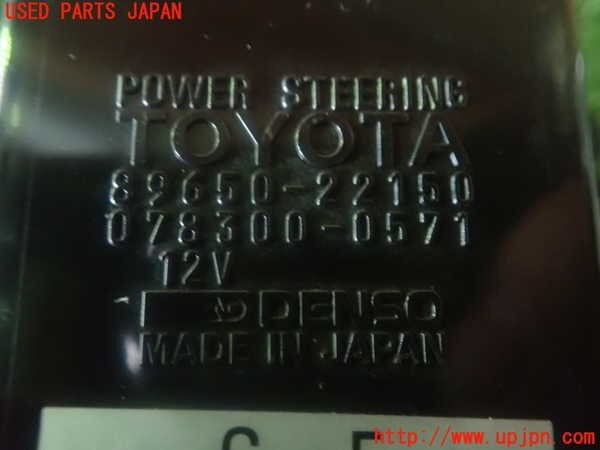 USED PARTS JAPAN
POWER STEERING
TOYOTA
89650-22150
078300-0571
12V
DENSO
MADE IN JAPAN
http://www.upjpn.com